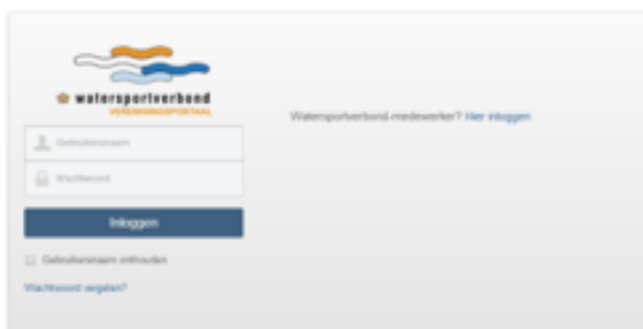 watersportverbond
VERENIGINGSPORTAAL
Watersportverbond-medewerker? Hier inloggen
Gebruikersnaam
Wachtwoord
Inloggen
Gebruikersnaam onthouden
Wachtwoord vergeten?